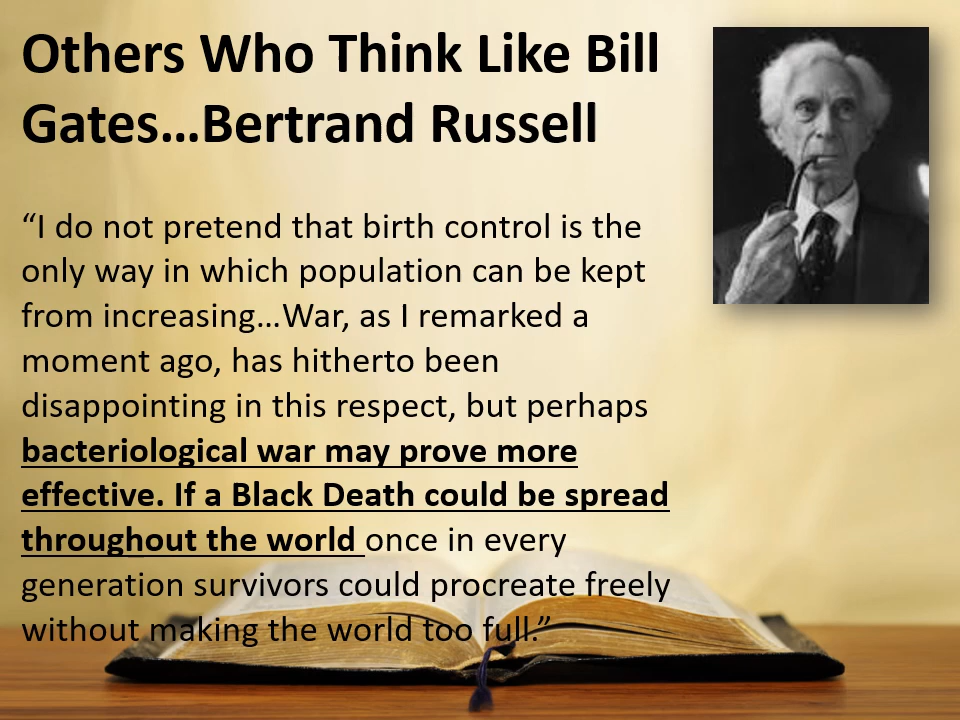 Others Who Think Like Bill
Gates…Bertrand Russell
“I do not pretend that birth control is the
only way in which population can be kept
from increasing…War, as I remarked a
moment ago, has hitherto been
disappointing in this respect, but perhaps
bacteriological war may prove more
effective. If a Black Death could be spread
throughout the world once in every
generation survivors could procreate freely
without making the world too full.”